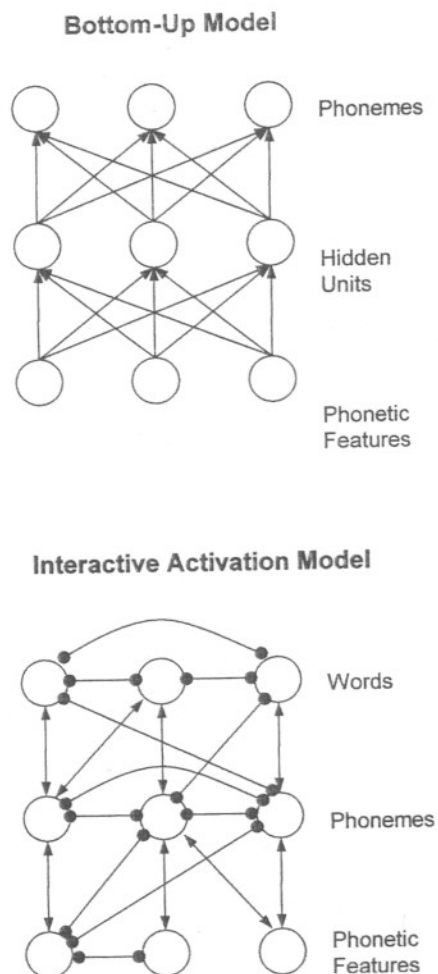 Bottom-Up Model
Phonemes
Hidden
Units
Phonetic
Features
Interactive Activation Model
Words
Phonemes
Phonetic
Features